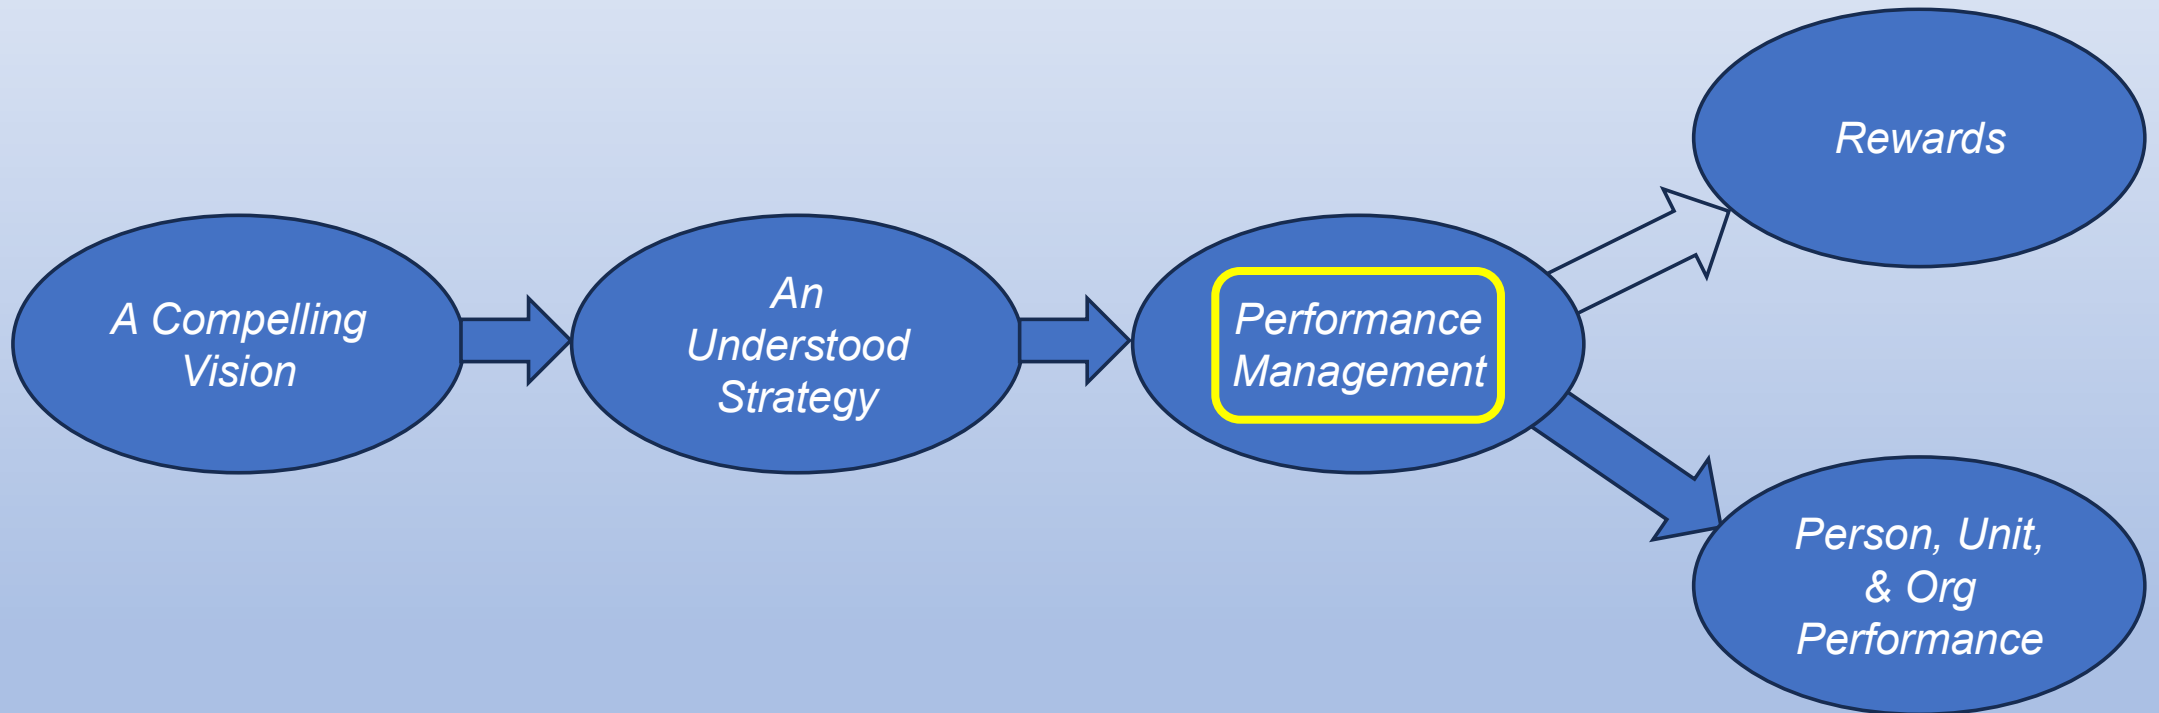 A Compelling
Vision
An
Understood
Strategy
Performance
Management
Rewards
Person, Unit,
& Org
Performance